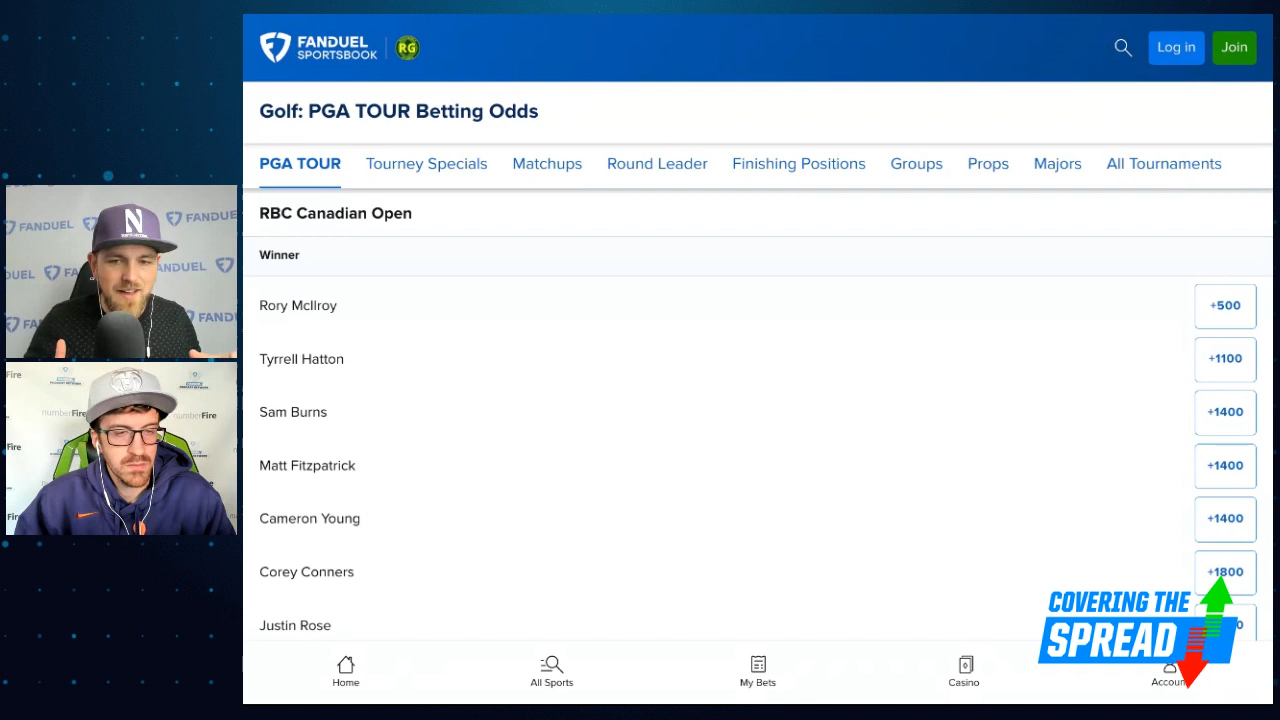 FANDUEL
SPORTSBOOK
RG
Log in
Join
Golf: PGA TOUR Betting Odds
PGA TOUR Tourney Specials Matchups Round Leader Finishing Positions Groups Props Majors All Tournaments
RBC Canadian Open
Winner
Rory McIlroy +500
Tyrrell Hatton +1100
Sam Burns +1400
Matt Fitzpatrick +1400
Cameron Young +1400
Corey Conners +1800
Justin Rose
Home All Sports My Bets Casino
COVERING THE
SPREAD
FANDUEL
FANDUEL
N
FANDUEL
numberFire
numberFire